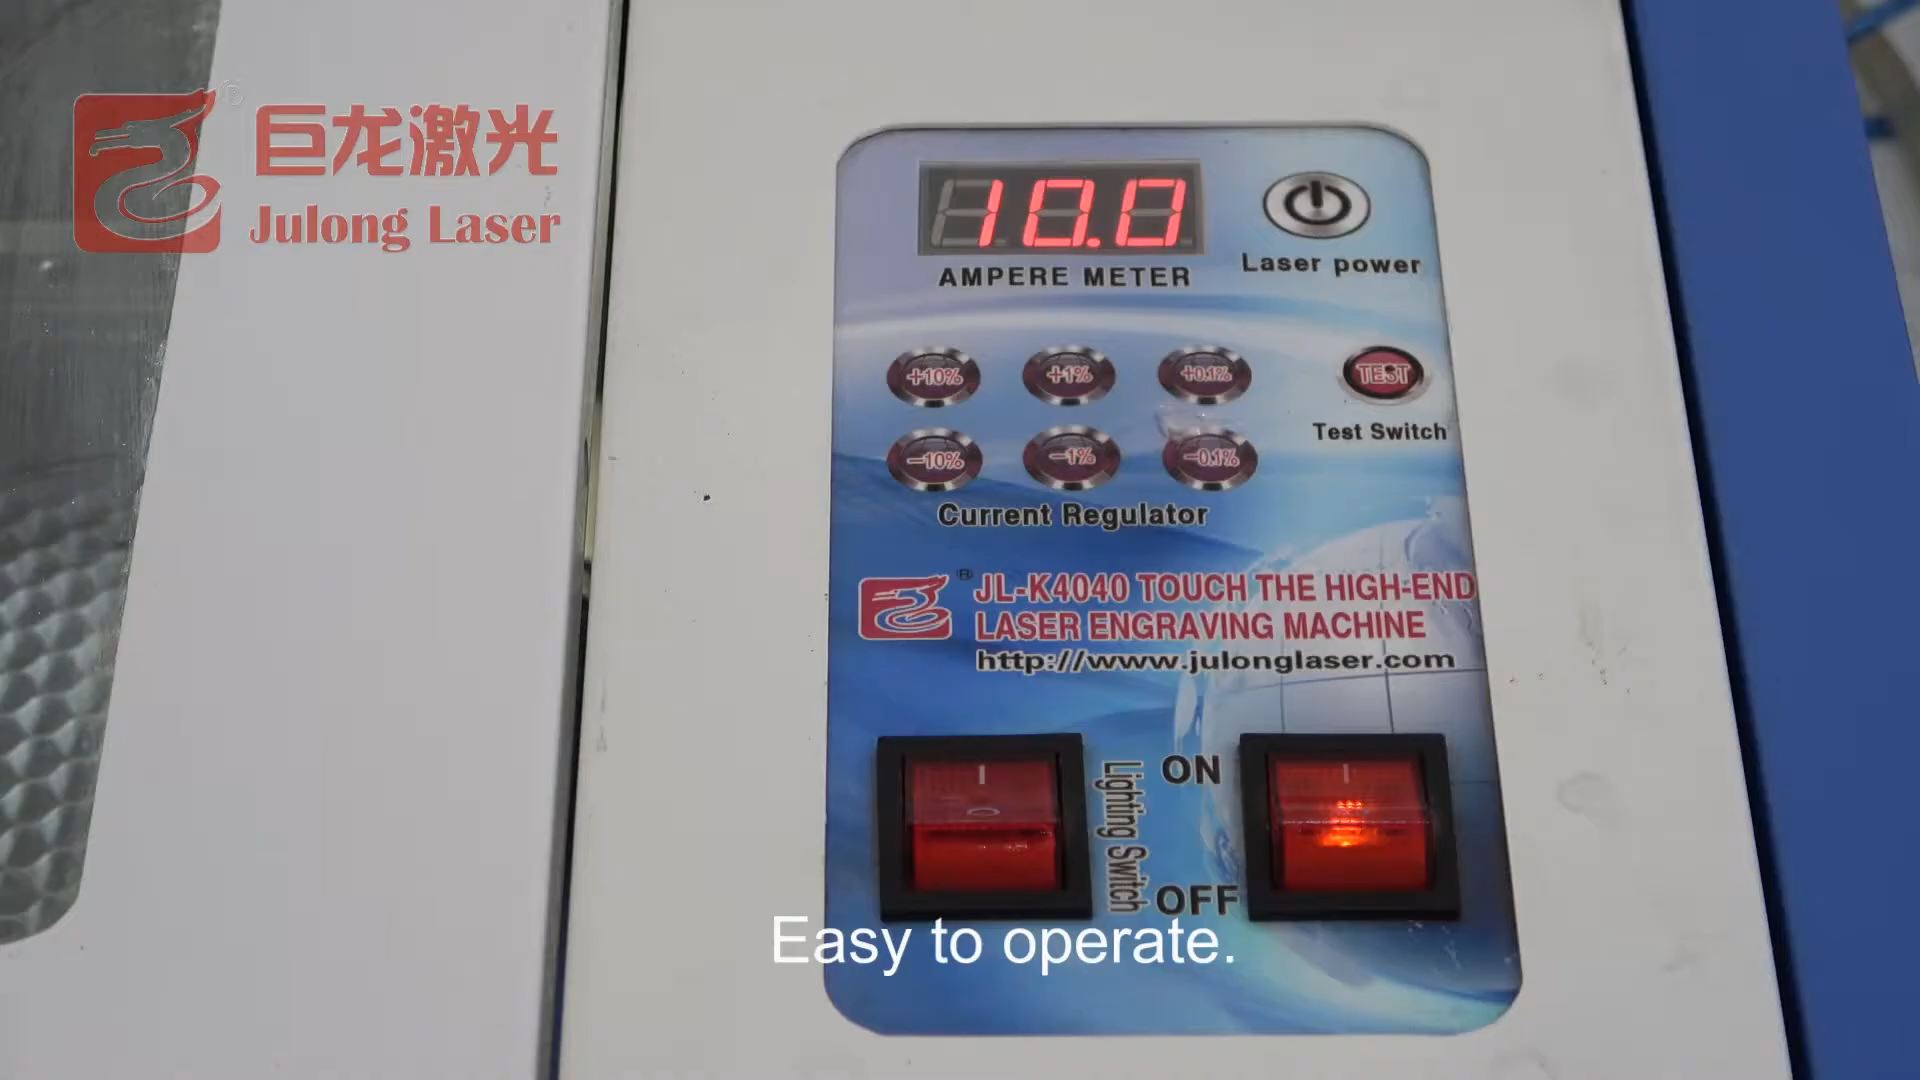 巨龙激光
Julong Laser
10.0
AMPERE METER
Laser power
+10% +1% +0.1%
TEST
Test Switch
-10% -1% -0.1%
Current Regulator
JL-K4040 TOUCH THE HIGH-END
LASER ENGRAVING MACHINE
http://www.julonglaser.com
Lighting Switch
ON
OFF
Easy to operate.